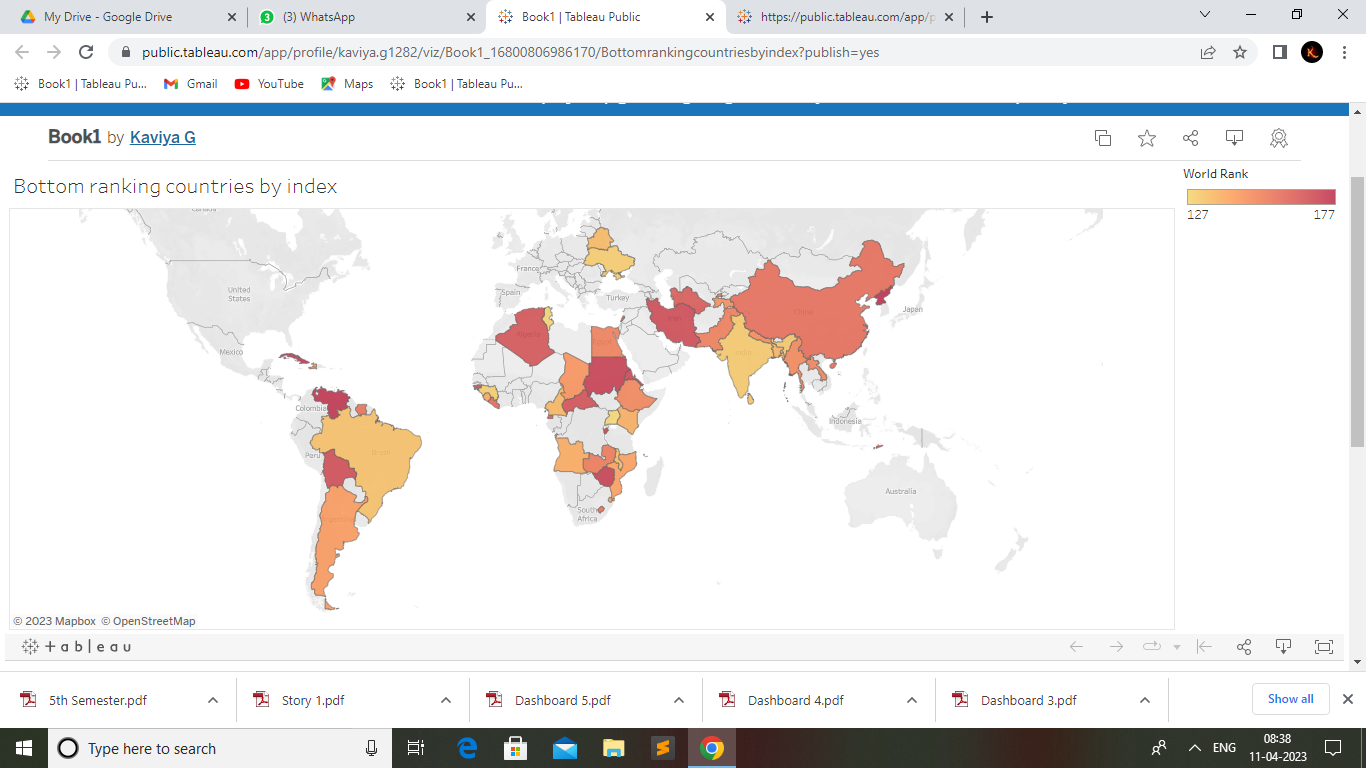 My Drive - Google Drive
(3) WhatsApp
Book1 | Tableau Public
https://public.tableau.com/app/p
public.tableau.com/app/profile/kaviya.g1282/viz/Book1_16800806986170/Bottomrankingcountriesbyindex?publish=yes
Book1 | Tableau Pu...
Gmail
YouTube
Maps
Book1 | Tableau Pu...
Book1 by Kaviya G
Bottom ranking countries by index
World Rank
127 177
Canada
United
States
Mexico
Colombia
Peru
Brazil
Argentina
France
Spain
Turkey
Algeria
Egypt
Iran
India
China
Japan
Indonesia
Australia
South
Africa
© 2023 Mapbox © OpenStreetMap
+ a b | e a u
5th Semester.pdf
Story 1.pdf
Dashboard 5.pdf
Dashboard 4.pdf
Dashboard 3.pdf
Show all
Type here to search
ENG
08:38
11-04-2023